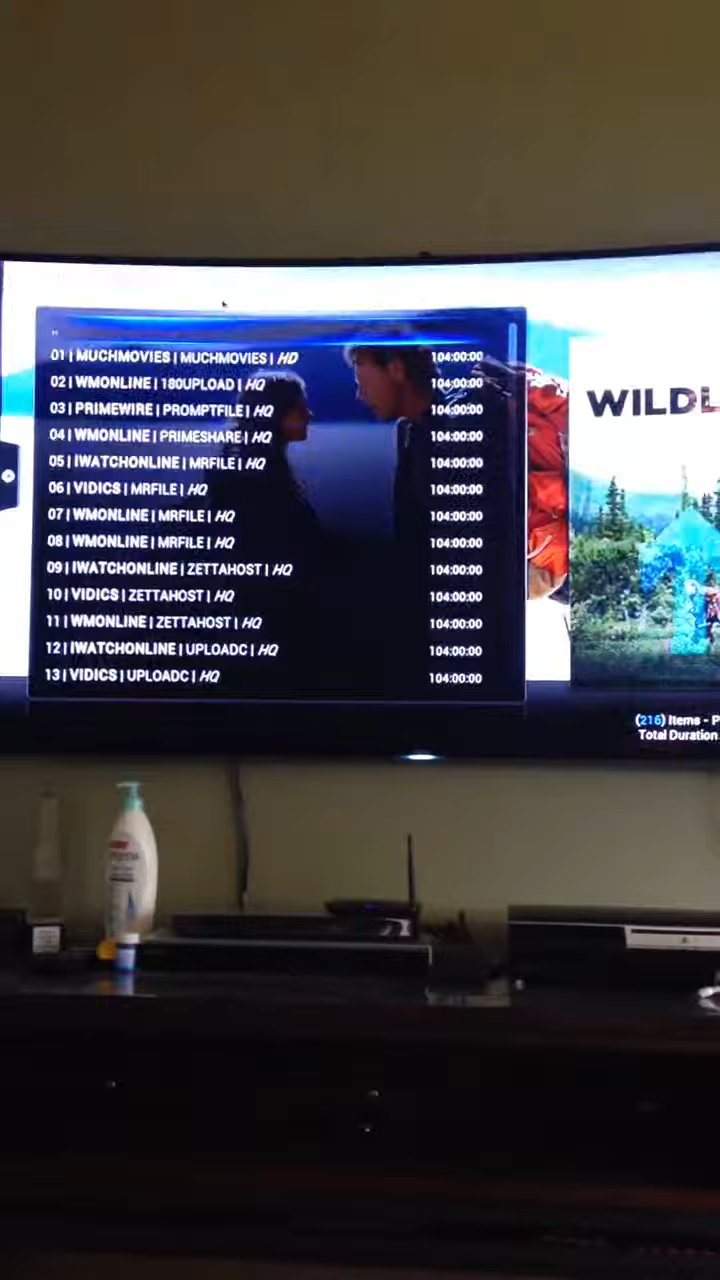 ..
01 | MUCHMOVIES | MUCHMOVIES | HD 104:00:00
02 | WMONLINE | 180UPLOAD | HQ 104:00:00
03 | PRIMEWIRE | PROMPTFILE | HQ 104:00:00
04 | WMONLINE | PRIMESHARE | HQ 104:00:00
05 | IWATCHONLINE | MRFILE | HQ 104:00:00
06 | VIDICS | MRFILE | HQ 104:00:00
07 | WMONLINE | MRFILE | HQ 104:00:00
08 | WMONLINE | MRFILE | HQ 104:00:00
09 | IWATCHONLINE | ZETTAHOST | HQ 104:00:00
10 | VIDICS | ZETTAHOST | HQ 104:00:00
11 | WMONLINE | ZETTAHOST | HQ 104:00:00
12 | IWATCHONLINE | UPLOADC | HQ 104:00:00
13 | VIDICS | UPLOADC | HQ 104:00:00
WILDL
(216) Items - P
Total Duration